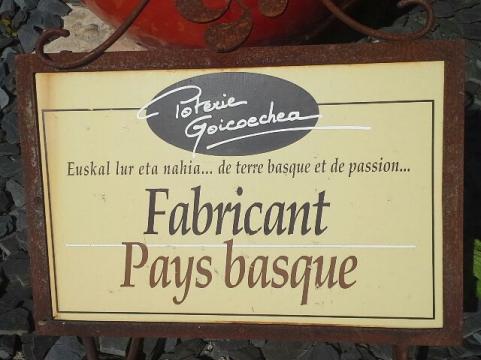 Poterie
Goicoechea
Euskal lur eta nahia... de terre basque et de passion...
Fabricant
Pays basque